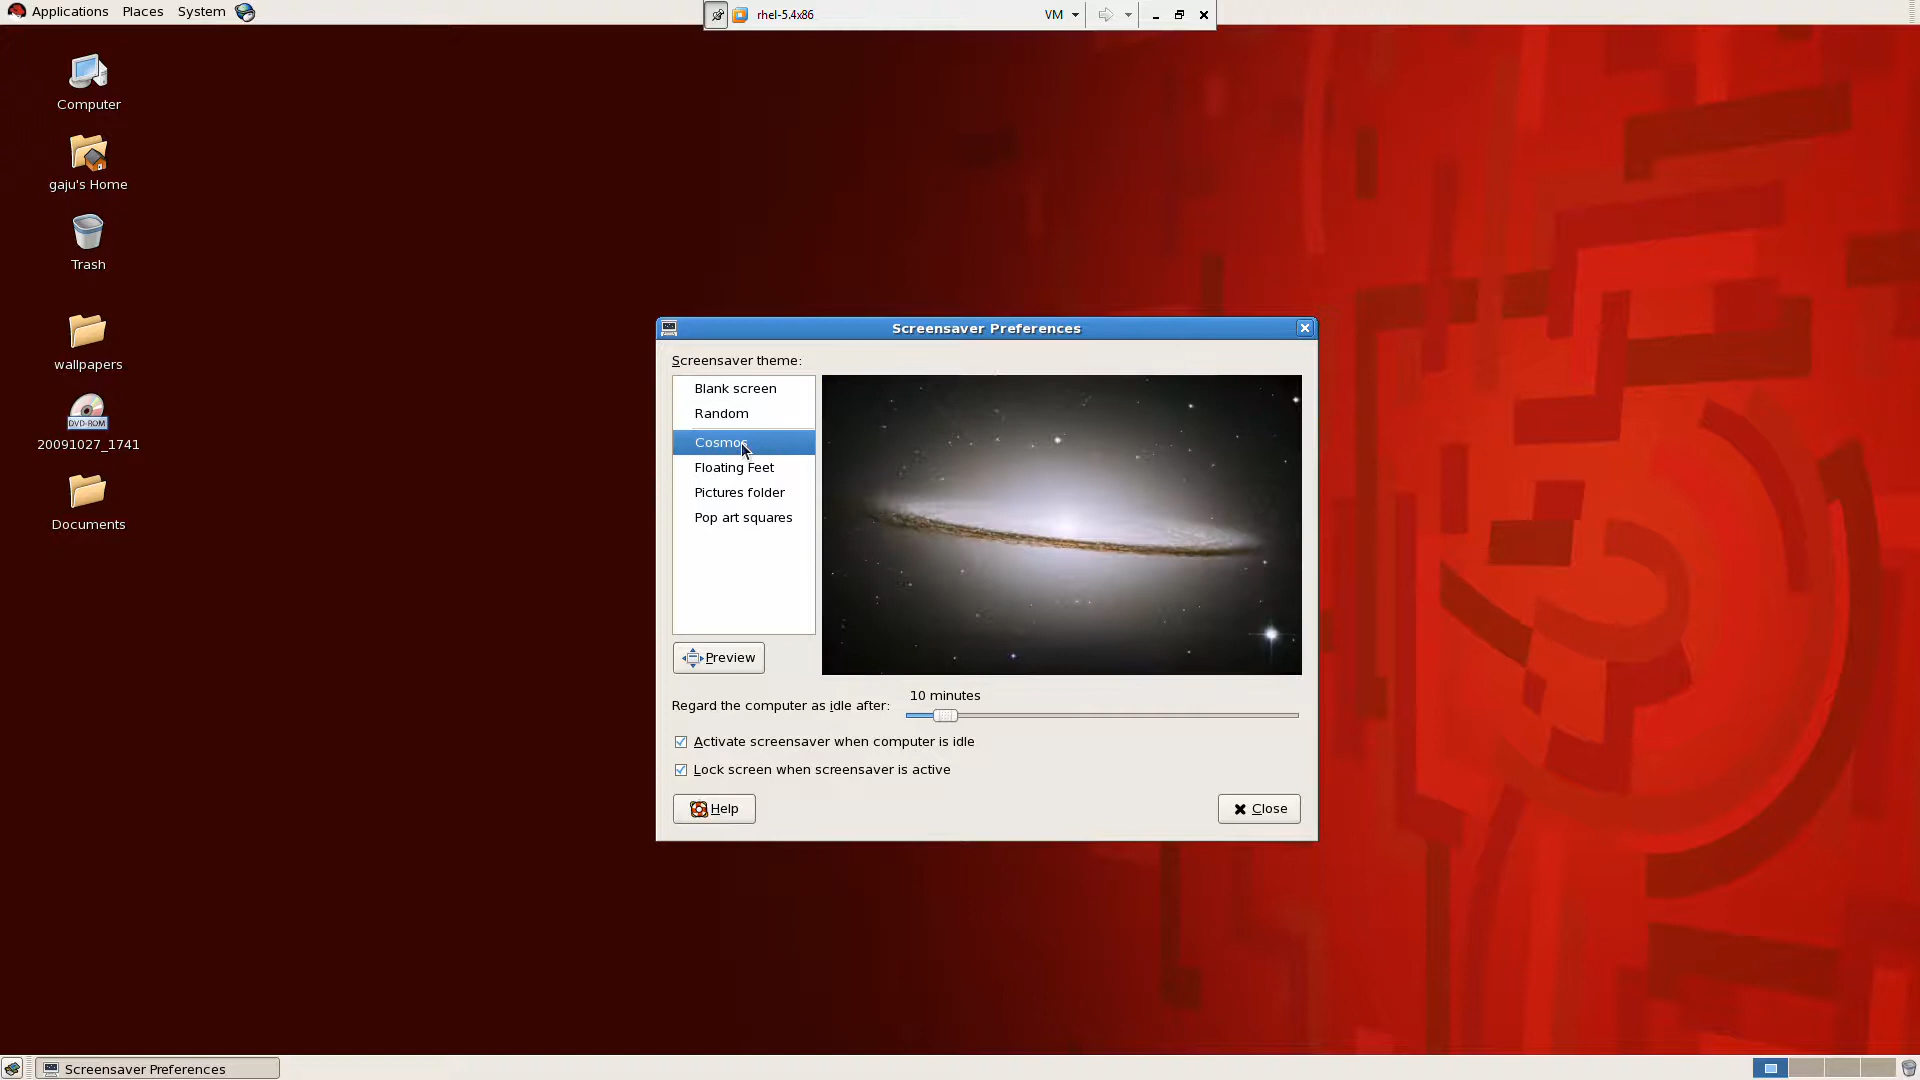 Applications Places System
rhel-5.4x86
VM
Computer
gaju's Home
Trash
wallpapers
DVD-ROM
20091027_1741
Documents
Screensaver Preferences
Screensaver theme:
Blank screen
Random
Cosmos
Floating Feet
Pictures folder
Pop art squares
Preview
10 minutes
Regard the computer as idle after:
Activate screensaver when computer is idle
Lock screen when screensaver is active
Help
Close
Screensaver Preferences